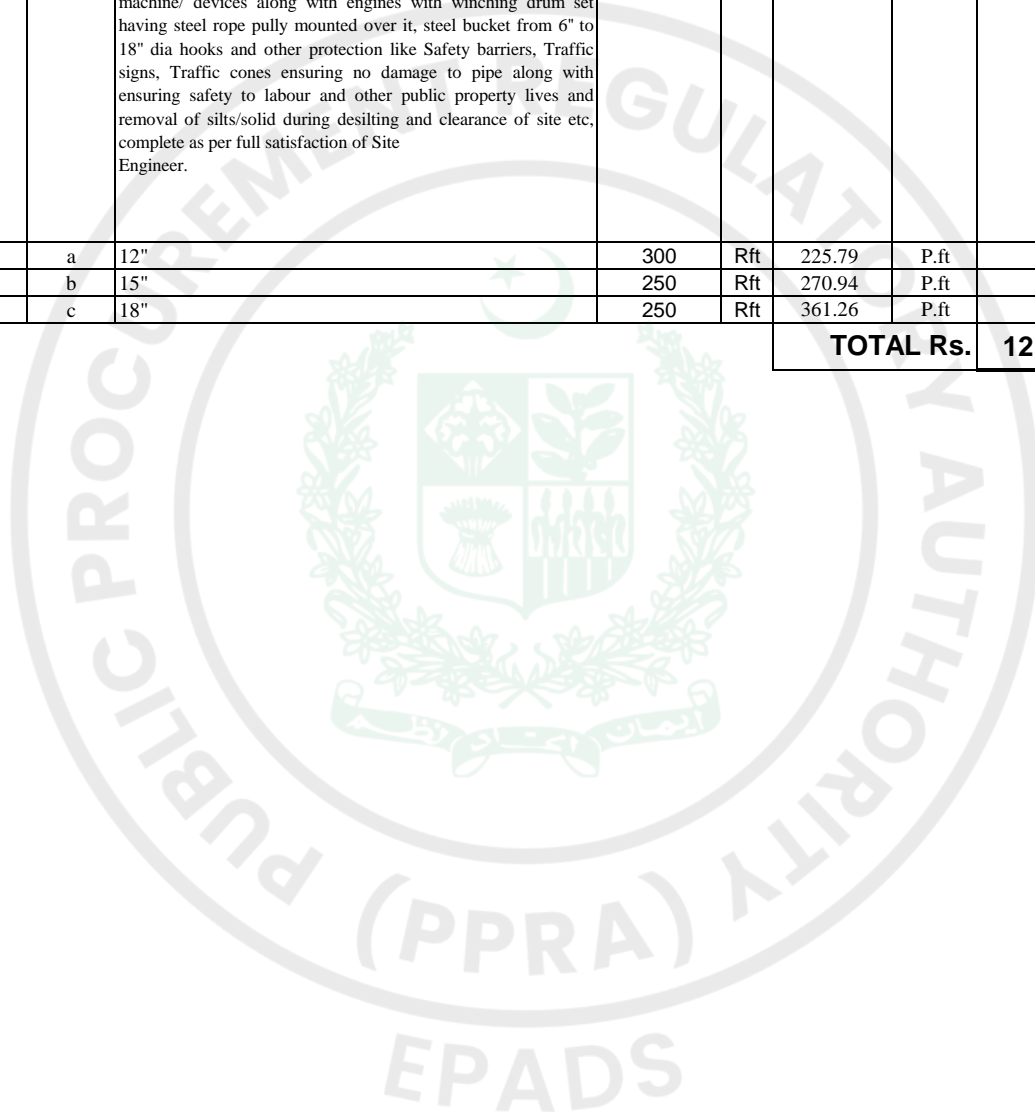 machine/ devices along with engines with winching drum set
having steel rope pully mounted over it, steel bucket from 6" to
18" dia hooks and other protection like Safety barriers, Traffic
signs, Traffic cones ensuring no damage to pipe along with
ensuring safety to labour and other public property lives and
removal of silts/solid during desilting and clearance of site etc,
complete as per full satisfaction of Site
Engineer.
a 12" 300 Rft 225.79 P.ft
b 15" 250 Rft 270.94 P.ft
c 18" 250 Rft 361.26 P.ft
TOTAL Rs. 12
PUBLIC PROCUREMENT REGULATORY AUTHORITY
(PPRA)
EPADS